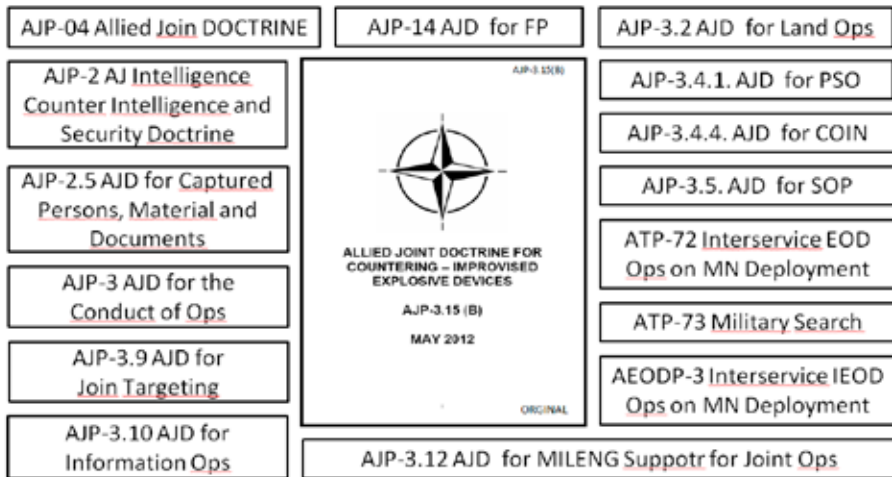 AJP-04 Allied Join DOCTRINE
AJP-14 AJD for FP
AJP-3.2 AJD for Land Ops
AJP-2 AJ Intelligence
Counter Intelligence and
Security Doctrine
AJP-2.5 AJD for Captured
Persons, Material and
Documents
AJP-3 AJD for the
Conduct of Ops
AJP-3.9 AJD for
Join Targeting
AJP-3.10 AJD for
Information Ops
AJP-3.15(B)
ALLIED JOINT DOCTRINE FOR
COUNTERING – IMPROVISED
EXPLOSIVE DEVICES
AJP-3.15 (B)
MAY 2012
ORGINAL
AJP-3.4.1. AJD for PSO
AJP-3.4.4. AJD for COIN
AJP-3.5. AJD for SOP
ATP-72 Interservice EOD
Ops on MN Deployment
ATP-73 Military Search
AEODP-3 Interservice IEOD
Ops on MN Deployment
AJP-3.12 AJD for MILENG Suppotr for Joint Ops